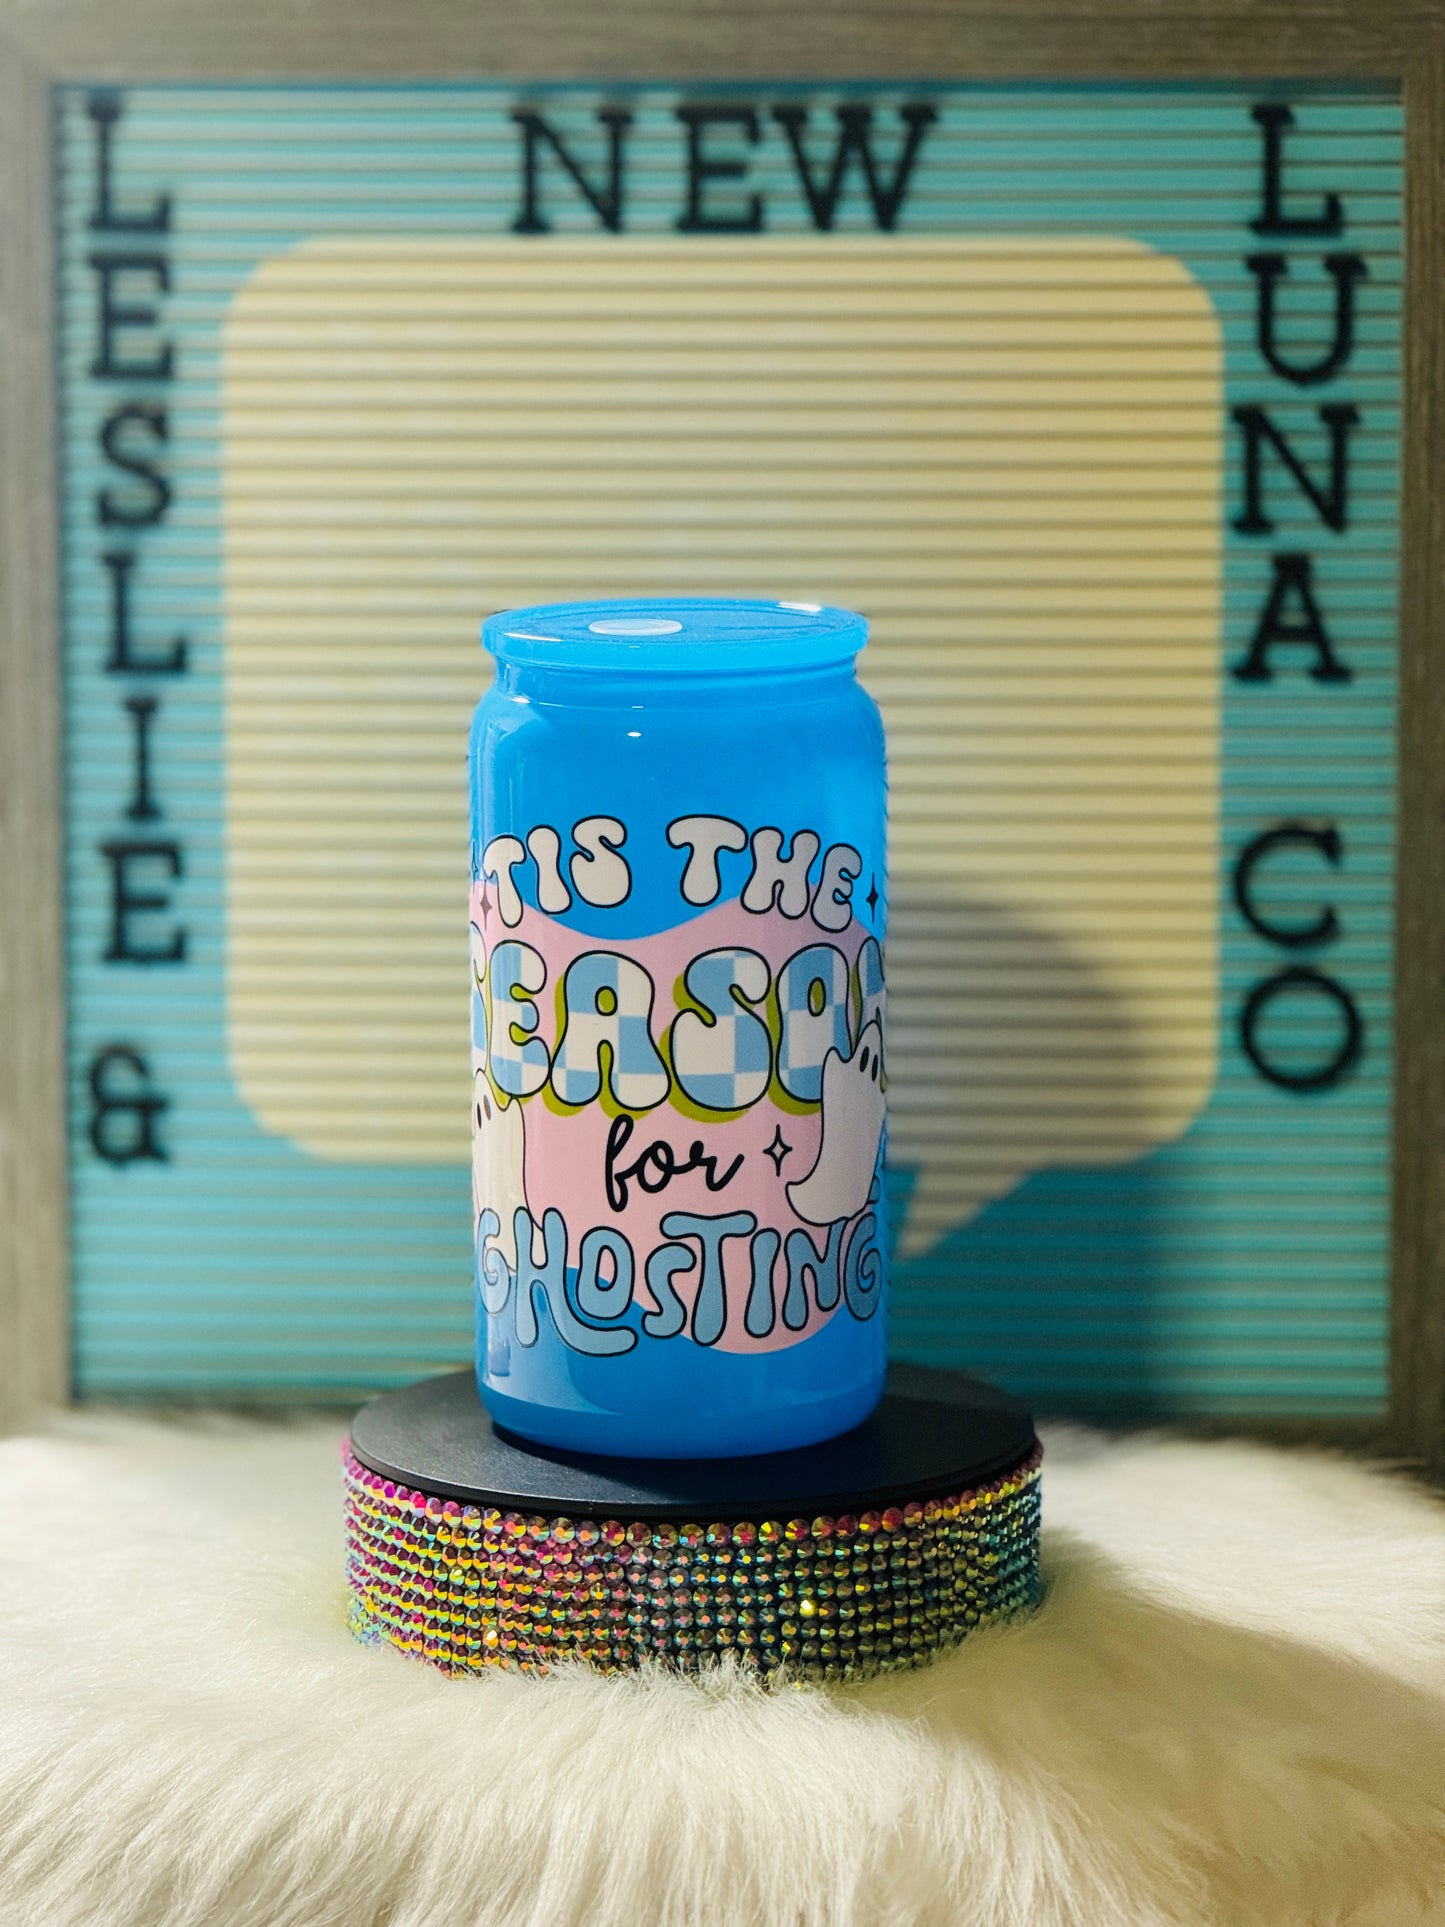 LESLIE &
NEW
LUNA CO
TIS THE
SEASON
for
GHOSTING